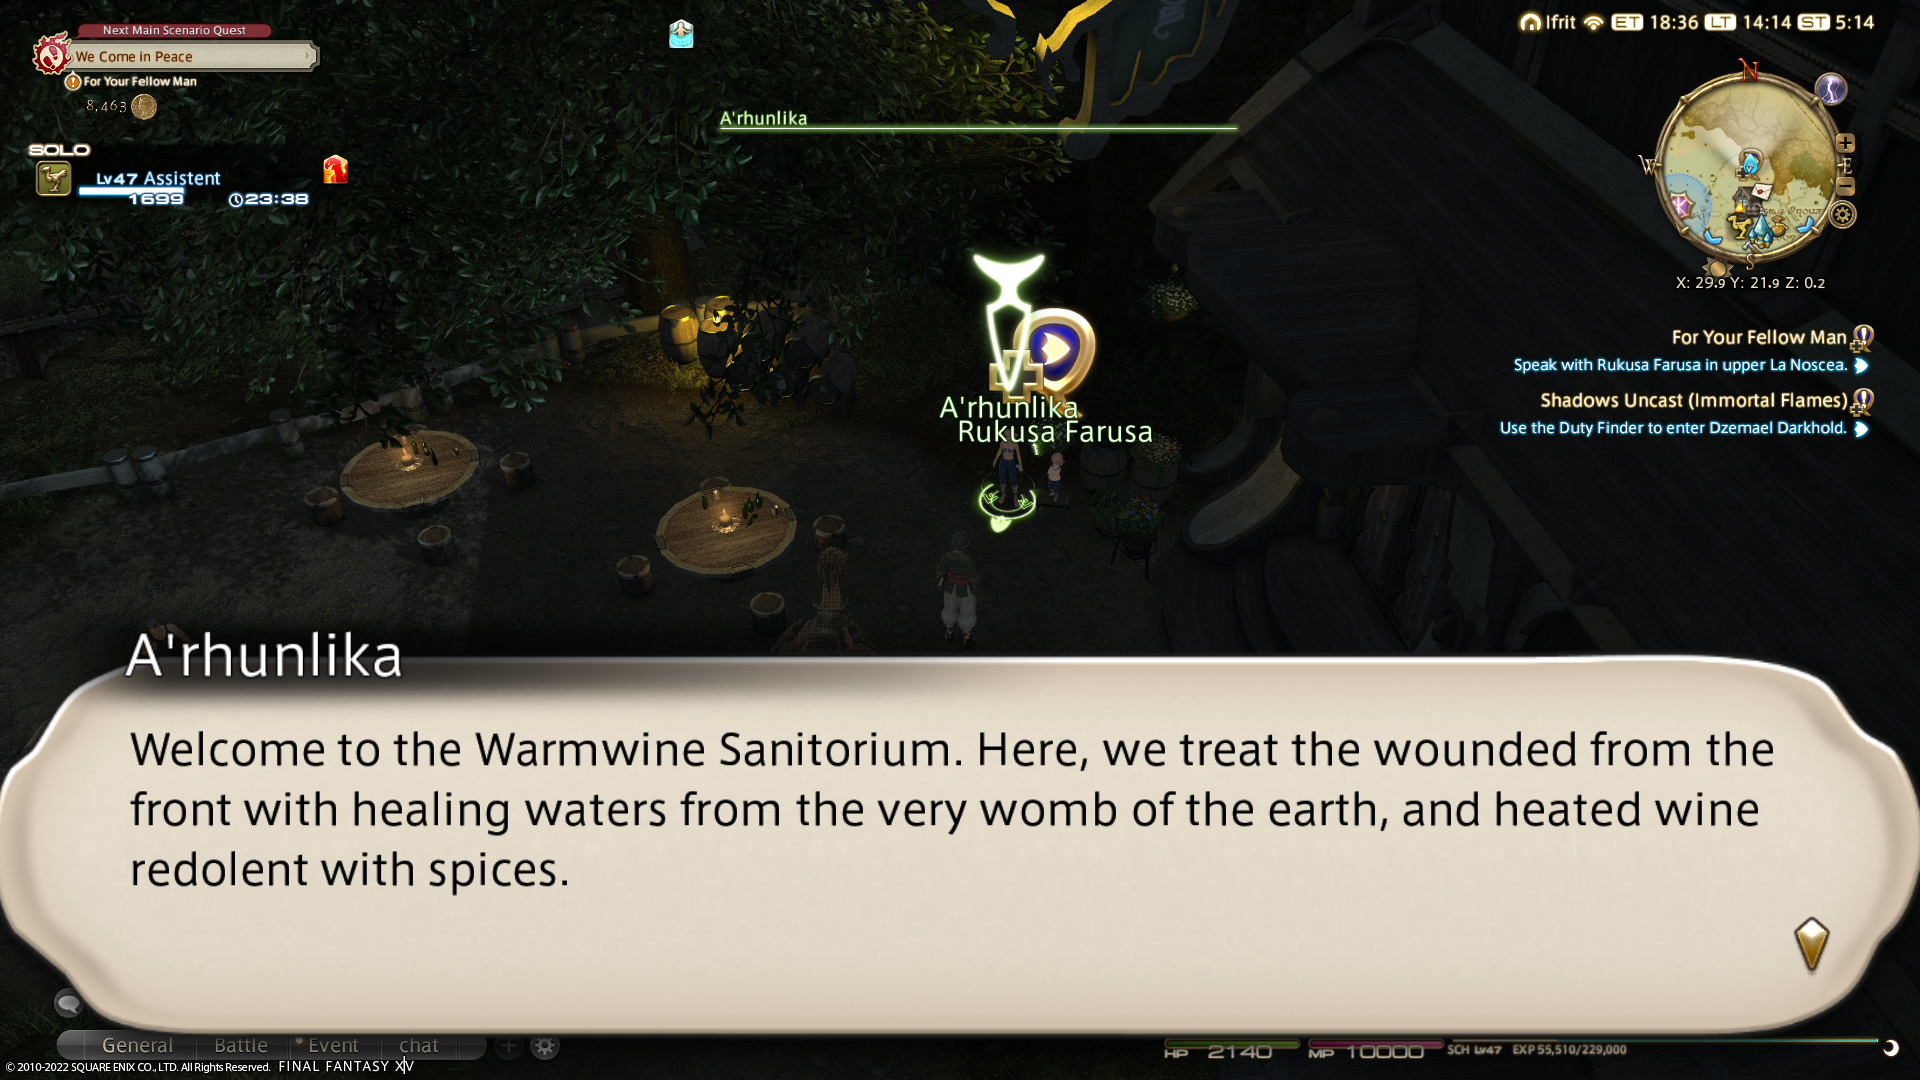 Next Main Scenario Quest
We Come in Peace
For Your Fellow Man
8,463
SOLO
Lv47 Assistent
1699
23:38
A'rhunlika
Ifrit ET 18:36 LT 14:14 ST 5:14
N
W
E
S
X: 29.9 Y: 21.9 Z: 0.2
For Your Fellow Man
Speak with Rukusa Farusa in upper La Noscea.
Shadows Uncast (Immortal Flames)
Use the Duty Finder to enter Dzemael Darkhold.
A'rhunlika
Rukusa Farusa
A'rhunlika
Welcome to the Warmwine Sanitorium. Here, we treat the wounded from the
front with healing waters from the very womb of the earth, and heated wine
redolent with spices.
General Battle Event chat
HP 2140 MP 10000 SCH Lv47 EXP 55,510/229,000
© 2010-2022 SQUARE ENIX CO., LTD. All Rights Reserved. FINAL FANTASY XIV